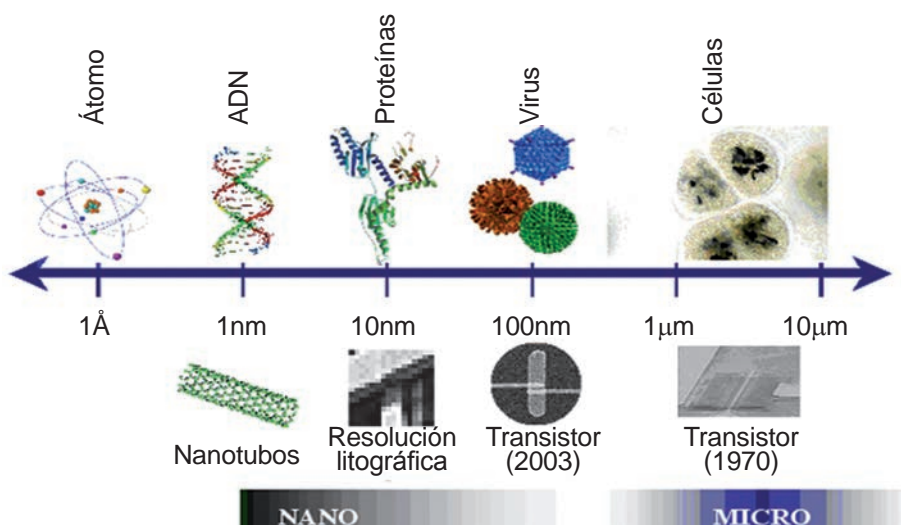 Átomo
ADN
Proteínas
Virus
Células
1Å
1nm
10nm
100nm
1μm
10μm
Nanotubos
Resolución
litográfica
Transistor
(2003)
Transistor
(1970)
NANO
MICRO